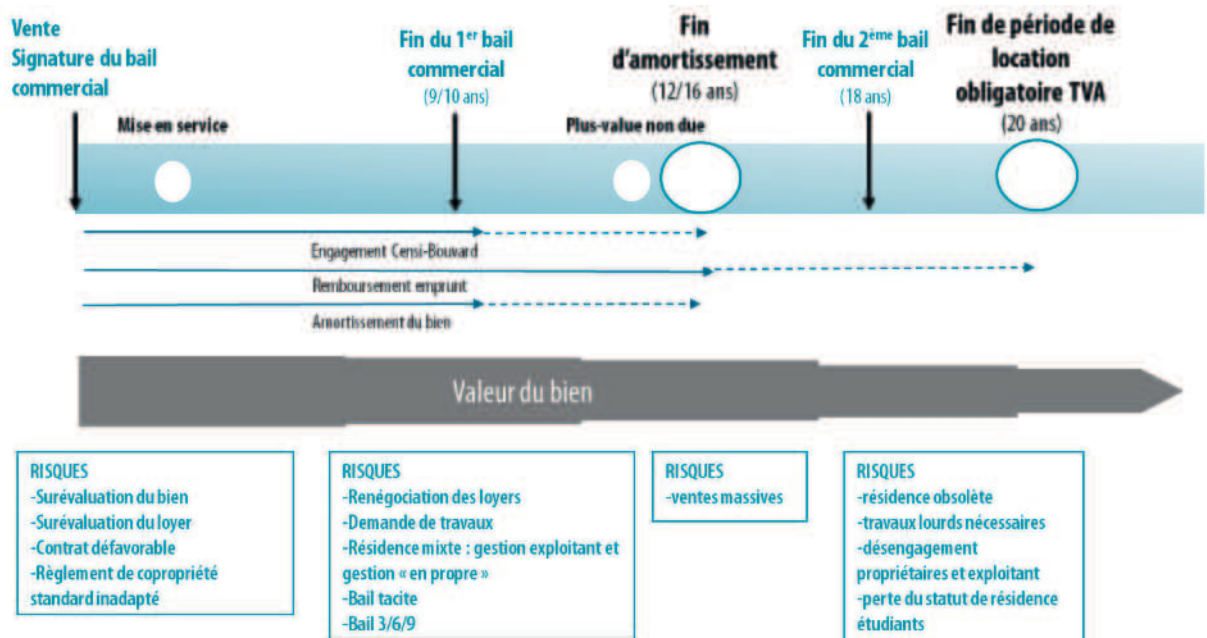 Vente
Signature du bail
commercial
Mise en service
Fin du 1er bail
commercial
(9/10 ans)
Fin
d'amortissement
(12/16 ans)
Plus-value non due
Fin du 2ème bail
commercial
(18 ans)
Fin de période de
location
obligatoire TVA
(20 ans)
Engagement Censi-Bouvard
Remboursement emprunt
Amortissement du bien
Valeur du bien
RISQUES
-Surévaluation du bien
-Surévaluation du loyer
-Contrat défavorable
-Règlement de copropriété
standard inadapté
RISQUES
-Renégociation des loyers
-Demande de travaux
-Résidence mixte : gestion exploitant et
gestion « en propre »
-Bail tacite
-Bail 3/6/9
RISQUES
-ventes massives
RISQUES
-résidence obsolète
-travaux lourds nécessaires
-désengagement
propriétaires et exploitant
-perte du statut de résidence
étudiants